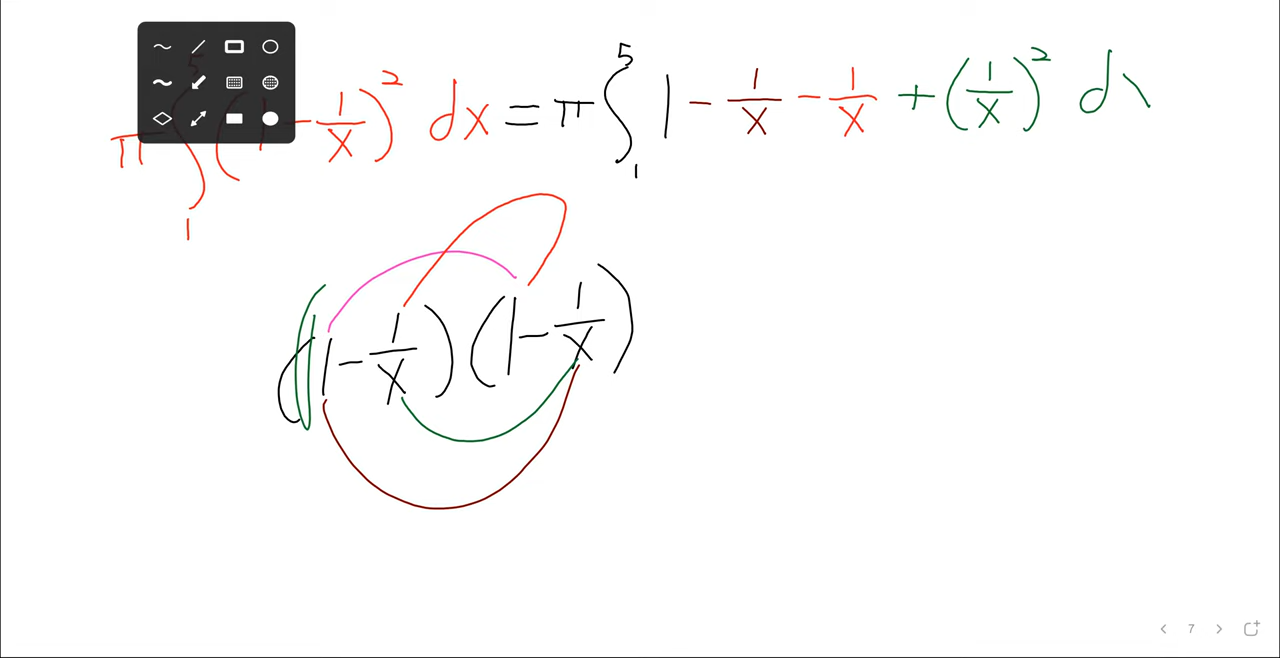 π∫₁⁵ (1 - 1/x)² dx = π∫₁⁵ 1 - 1/x - 1/x + (1/x)² dx
(1 - 1/x)(1 - 1/x)
7